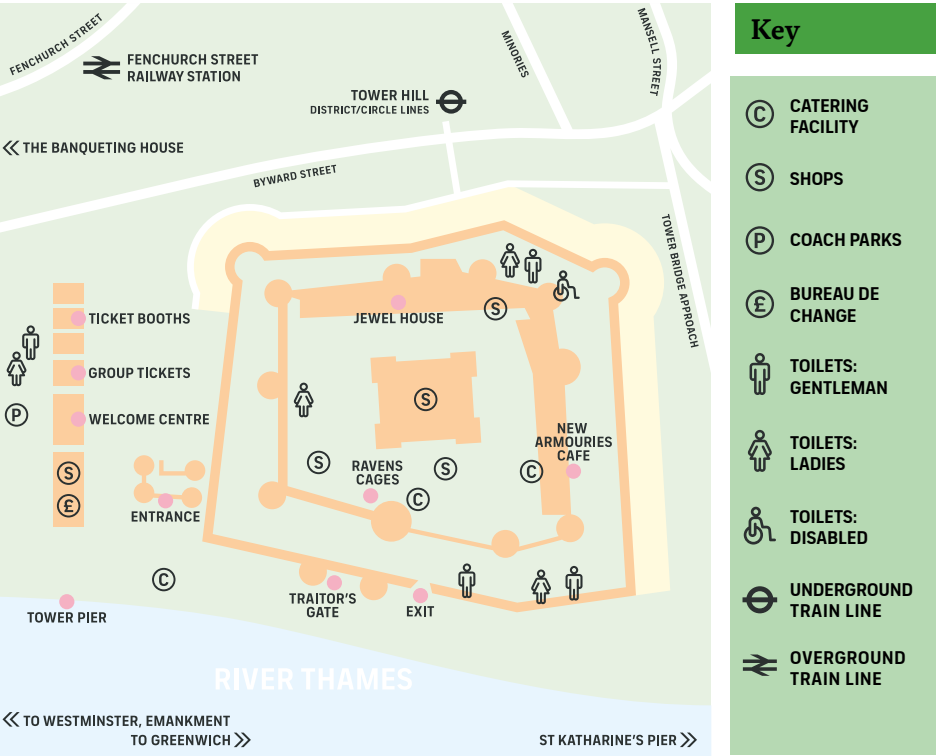 FENCHURCH STREET
FENCHURCH STREET
RAILWAY STATION
MINORIES
MANSELL STREET
TOWER HILL
DISTRICT/CIRCLE LINES
THE BANQUETING HOUSE
BYWARD STREET
TOWER BRIDGE APPROACH
TICKET BOOTHS
JEWEL HOUSE
S
GROUP TICKETS
P
WELCOME CENTRE
S
NEW
ARMOURIES
CAFE
S
£
S
RAVENS
CAGES
S
C
C
ENTRANCE
C
TRAITOR'S
GATE
EXIT
TOWER PIER
RIVER THAMES
TO WESTMINSTER, EMANKMENT
TO GREENWICH
ST KATHARINE'S PIER
Key
C
CATERING
FACILITY
S
SHOPS
P
COACH PARKS
£
BUREAU DE
CHANGE
TOILETS:
GENTLEMAN
TOILETS:
LADIES
TOILETS:
DISABLED
UNDERGROUND
TRAIN LINE
OVERGROUND
TRAIN LINE